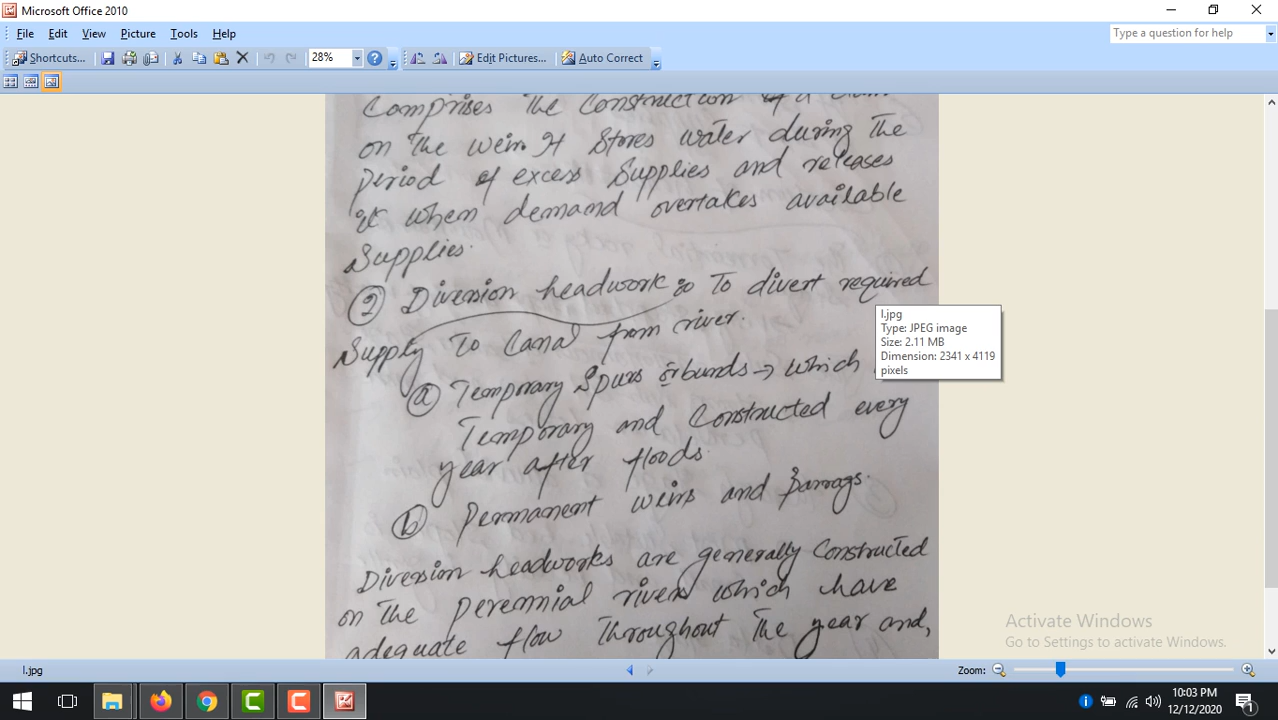 Microsoft Office 2010
File Edit View Picture Tools Help
Type a question for help
Shortcuts... 28% Edit Pictures... Auto Correct
Comprises the Construction of a
on the weir. It Stores water during the
period of excess Supplies and releases
it when demand overtakes available
Supplies.
② Diversion headwork :- To divert required
Supply To Canal from river.
l.jpg
Type: JPEG image
Size: 2.11 MB
Dimension: 2341 x 4119
pixels
ⓐ Temporary Spurs or bunds → which
Temporary and Constructed every
year after floods.
ⓑ Permanent weirs and
Diversion headworks are generally Constructed
on The perennial rivers which have
adequate flow Throughout The year and,
Activate Windows
Go to Settings to activate Windows.
l.jpg
Zoom:
10:03 PM
12/12/2020
1